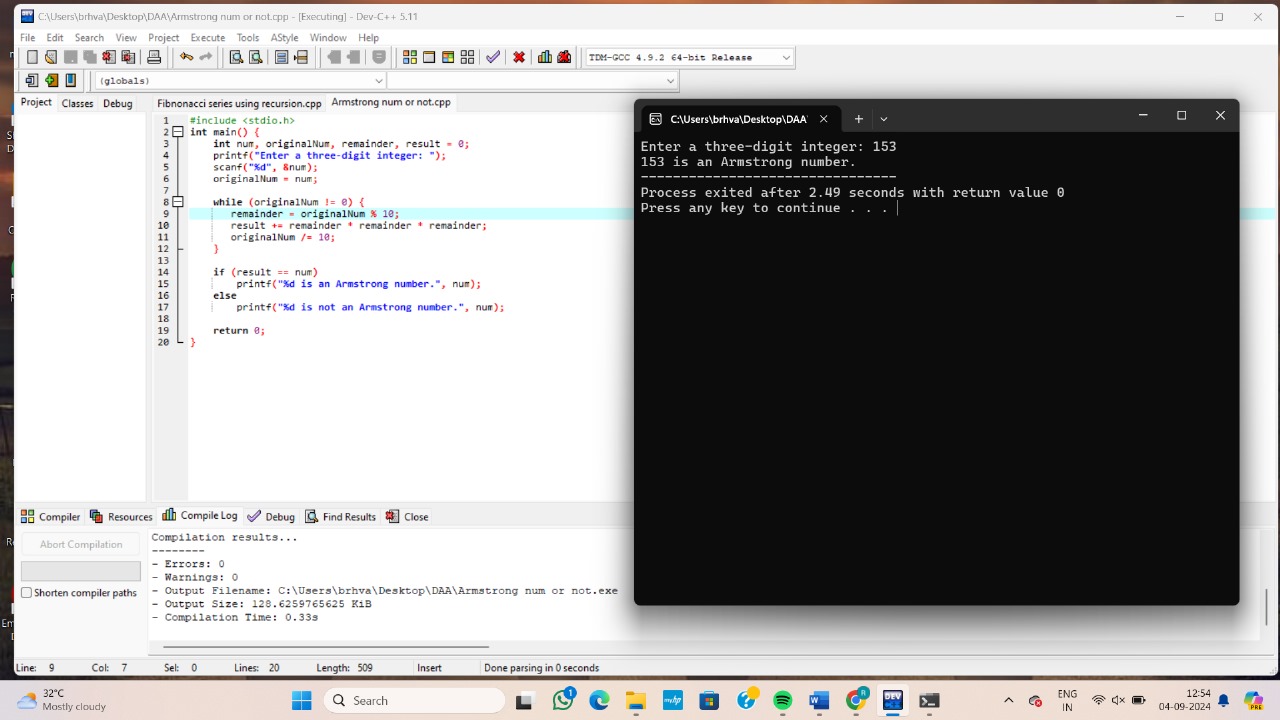 C:\Users\brhva\Desktop\DAA\Armstrong num or not.cpp - [Executing] - Dev-C++ 5.11
File Edit Search View Project Execute Tools AStyle Window Help
TDM-GCC 4.9.2 64-bit Release
(globals)
Project Classes Debug
Fibonnacci series using recursion.cpp Armstrong num or not.cpp
1 #include <stdio.h>
2 int main() {
3 int num, originalNum, remainder, result = 0;
4 printf("Enter a three-digit integer: ");
5 scanf("%d", &num);
6 originalNum = num;
7
8 while (originalNum != 0) {
9 remainder = originalNum % 10;
10 result += remainder * remainder * remainder;
11 originalNum /= 10;
12 }
13
14 if (result == num)
15 printf("%d is an Armstrong number.", num);
16 else
17 printf("%d is not an Armstrong number.", num);
18
19 return 0;
20 }
C:\Users\brhva\Desktop\DAA
Enter a three-digit integer: 153
153 is an Armstrong number.
--------------------------------
Process exited after 2.49 seconds with return value 0
Press any key to continue . . .
Compiler Resources Compile Log Debug Find Results Close
Abort Compilation
Shorten compiler paths
Compilation results...
--------
- Errors: 0
- Warnings: 0
- Output Filename: C:\Users\brhva\Desktop\DAA\Armstrong num or not.exe
- Output Size: 128.6259765625 KiB
- Compilation Time: 0.33s
Line: 9 Col: 7 Sel: 0 Lines: 20 Length: 509 Insert Done parsing in 0 seconds
32°C
Mostly cloudy
Search
1
DEV
ENG
IN
12:54
04-09-2024
PRE